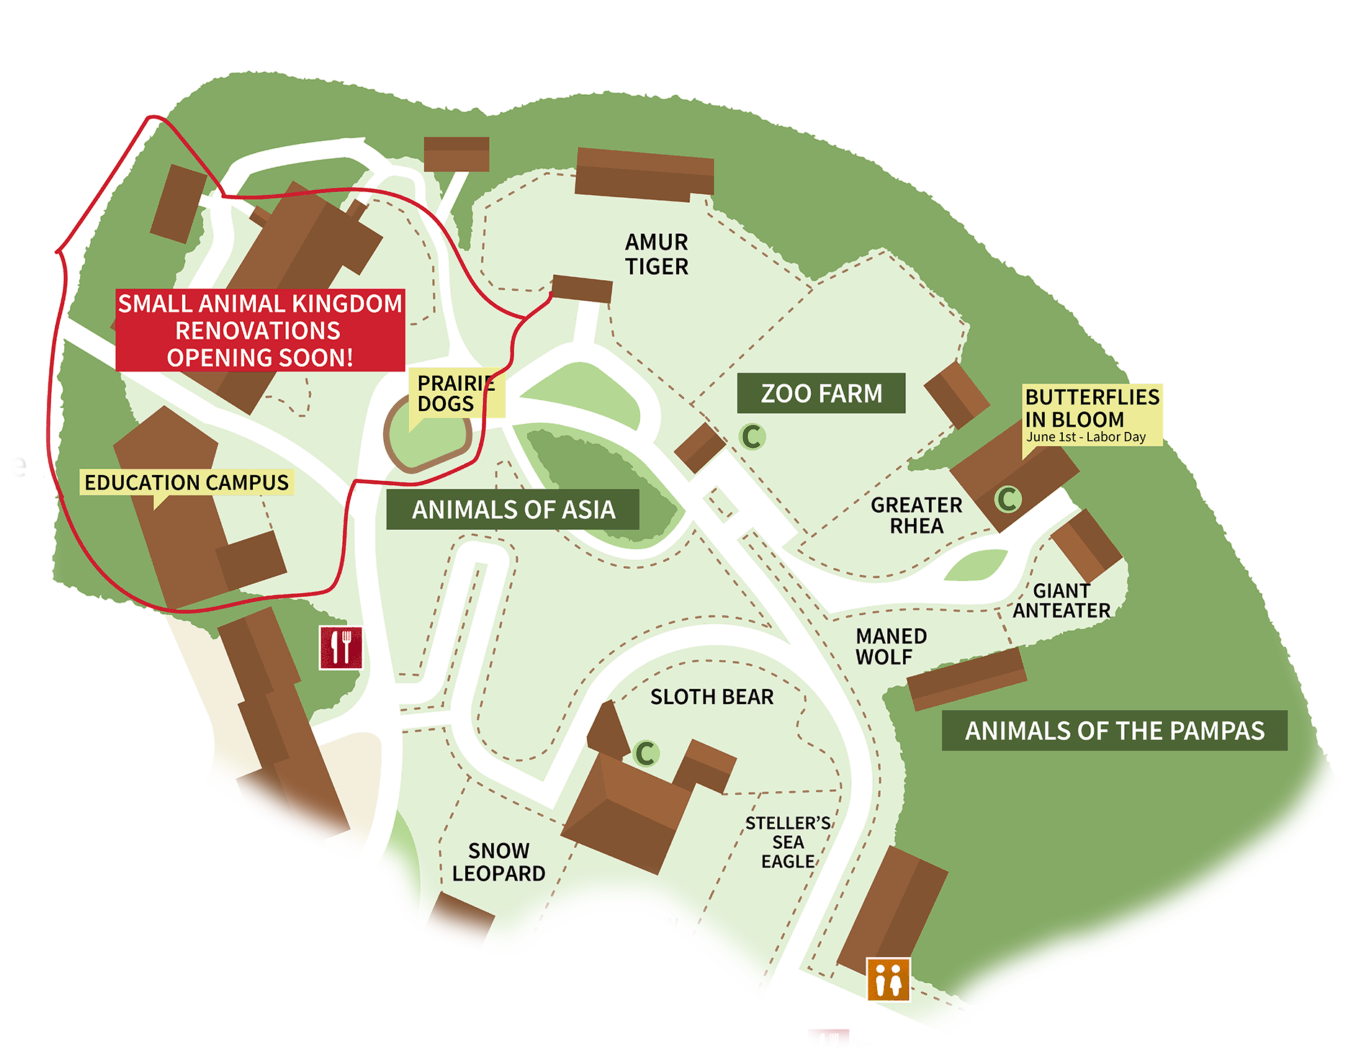 AMUR
TIGER
SMALL ANIMAL KINGDOM
RENOVATIONS
OPENING SOON!
PRAIRIE
DOGS
ZOO FARM
C
BUTTERFLIES
IN BLOOM
June 1st - Labor Day
EDUCATION CAMPUS
ANIMALS OF ASIA
GREATER
RHEA
C
GIANT
ANTEATER
MANED
WOLF
SLOTH BEAR
C
ANIMALS OF THE PAMPAS
STELLER'S
SEA
EAGLE
SNOW
LEOPARD